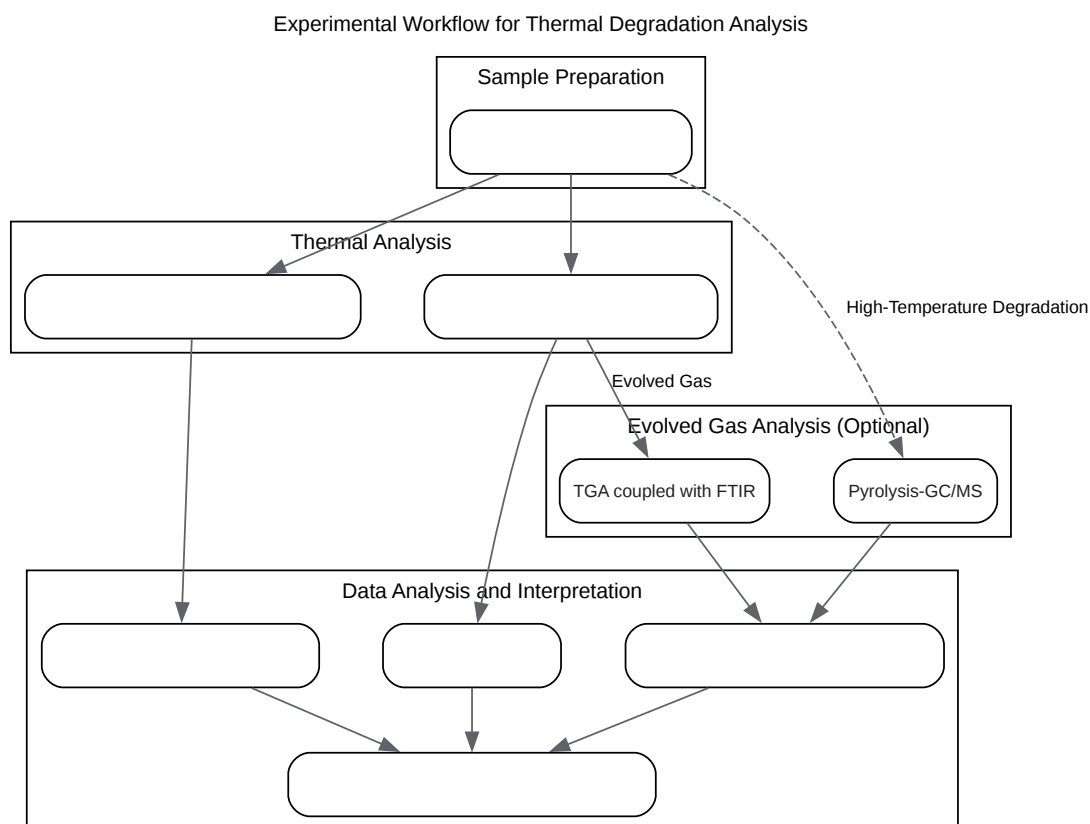 Experimental Workflow for Thermal Degradation Analysis
Sample Preparation
Thermal Analysis
High-Temperature Degradation
Evolved Gas
Evolved Gas Analysis (Optional)
TGA coupled with FTIR
Pyrolysis-GC/MS
Data Analysis and Interpretation